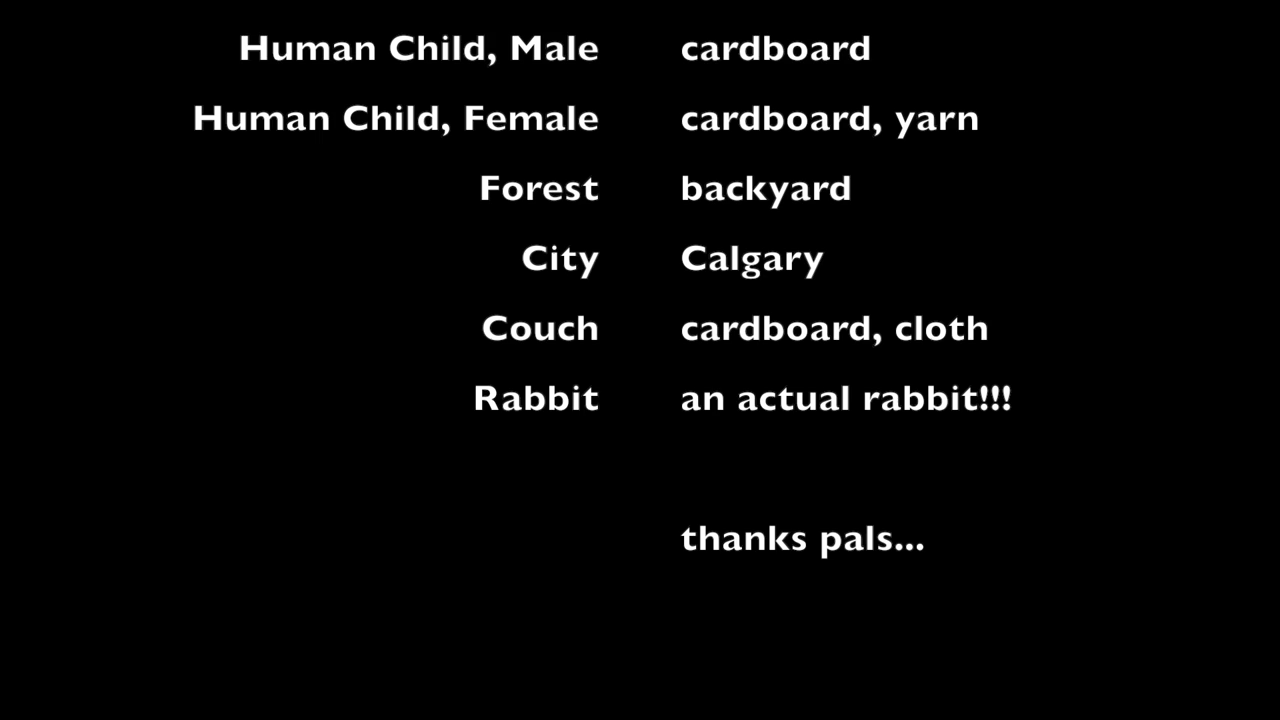 Human Child, Male cardboard
Human Child, Female cardboard, yarn
Forest backyard
City Calgary
Couch cardboard, cloth
Rabbit an actual rabbit!!!
thanks pals...